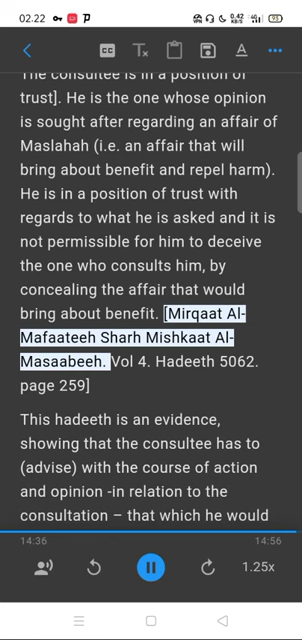 02.22
0.42
KB/S
4G
93
CC
The consultee is in a position of
trust]. He is the one whose opinion
is sought after regarding an affair of
Maslahah (i.e. an affair that will
bring about benefit and repel harm).
He is in a position of trust with
regards to what he is asked and it is
not permissible for him to deceive
the one who consults him, by
concealing the affair that would
bring about benefit. [Mirqaat Al-
Mafaateeh Sharh Mishkaat Al-
Masaabeeh. Vol 4. Hadeeth 5062.
page 259]
This hadeeth is an evidence,
showing that the consultee has to
(advise) with the course of action
and opinion -in relation to the
consultation – that which he would
14:36
14:56
1.25x